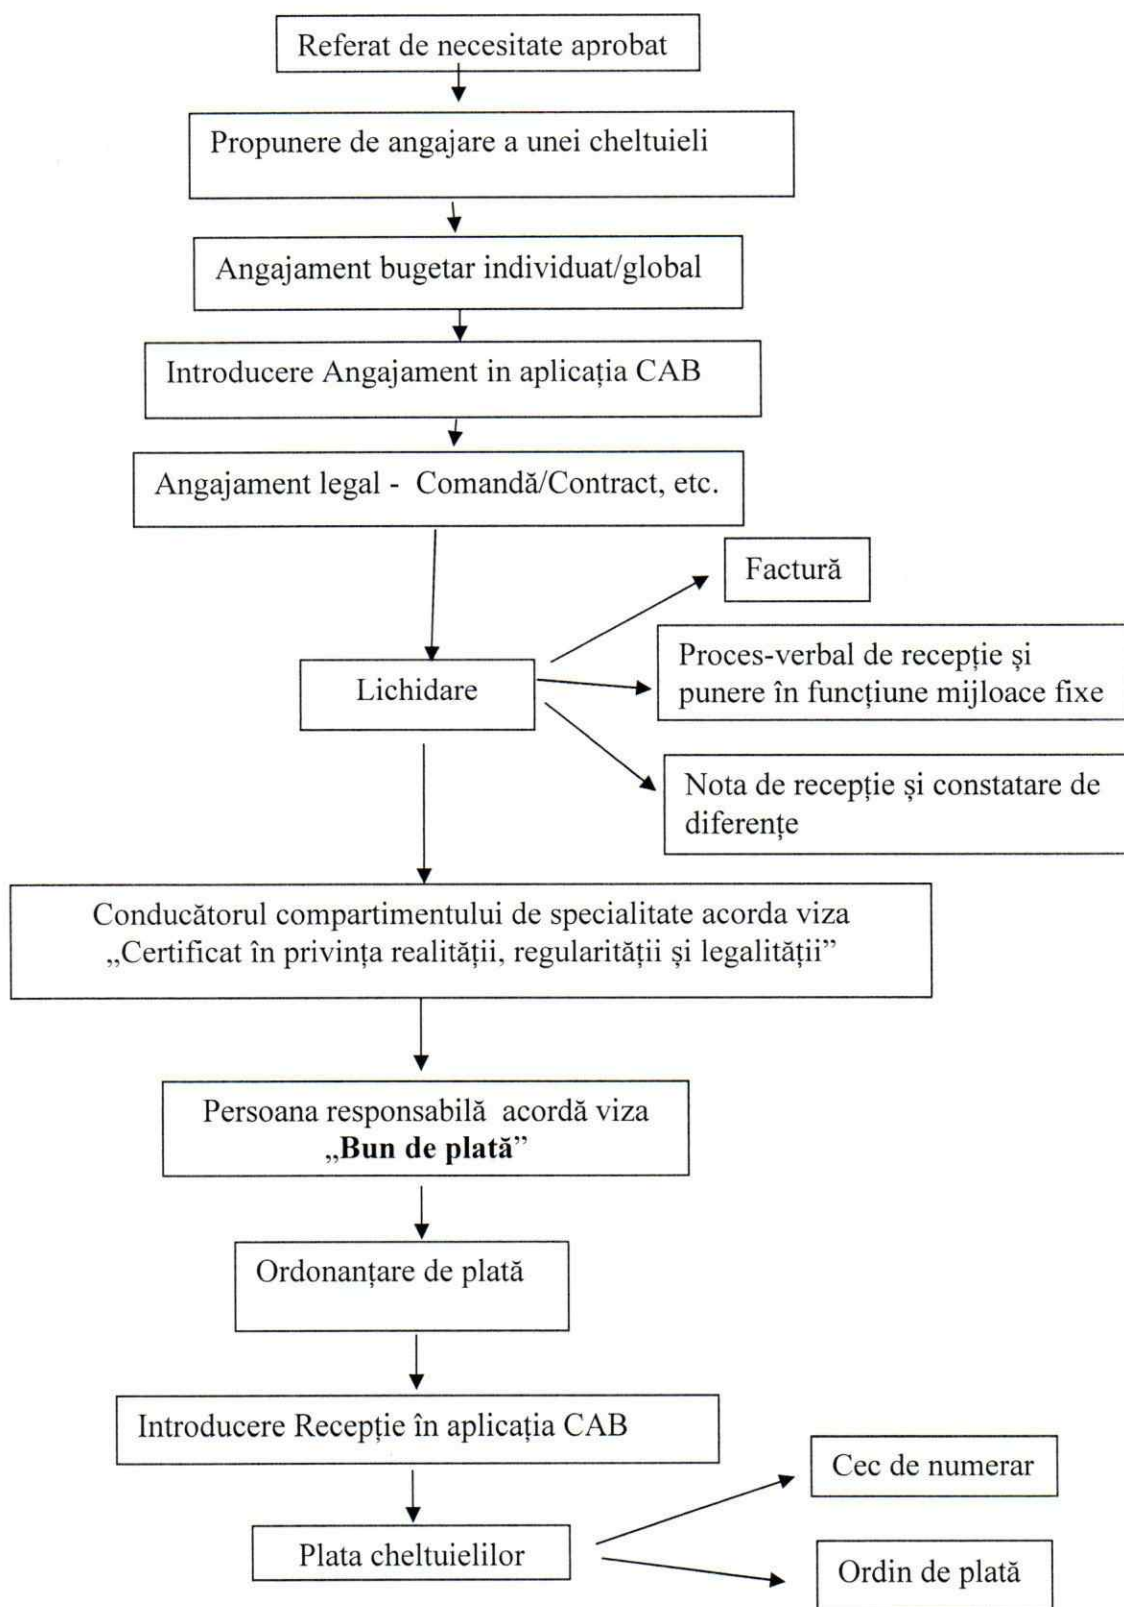 Referat de necesitate aprobat
Propunere de angajare a unei cheltuieli
Angajament bugetar individuat/global
Introducere Angajament in aplicația CAB
Angajament legal - Comandă/Contract, etc.
Factură
Proces-verbal de recepție și
punere în funcțiune mijloace fixe
Lichidare
Nota de recepție și constatare de
diferențe
Conducătorul compartimentului de specialitate acorda viza
„Certificat în privința realității, regularității și legalității”
Persoana responsabilă acordă viza
„Bun de plată”
Ordonanțare de plată
Introducere Recepție în aplicația CAB
Cec de numerar
Plata cheltuielilor
Ordin de plată